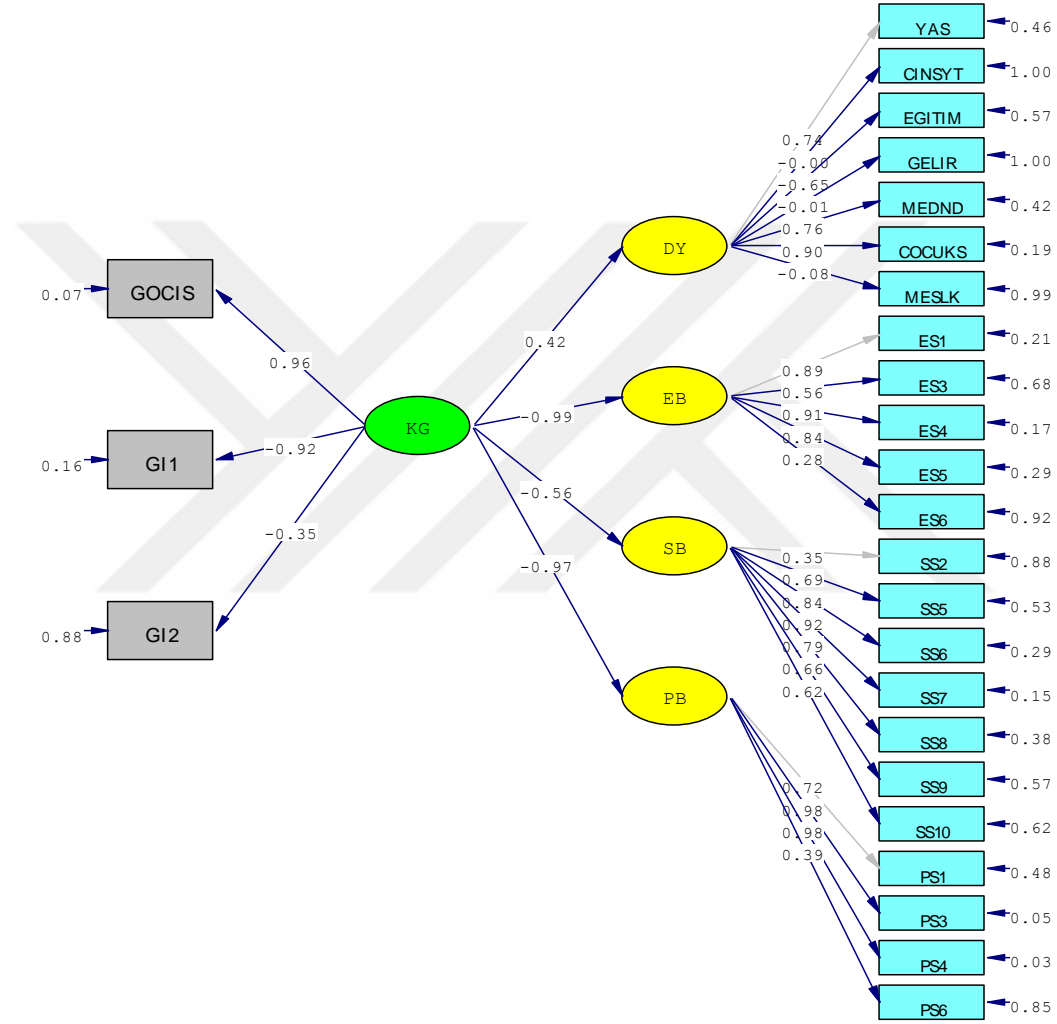 YAS
0.46
CINSYT
1.00
EGITIM
0.57
GELIR
1.00
MEDND
0.42
COCUKS
0.19
MESLK
0.99
0.74
-0.00
-0.65
-0.01
0.76
0.90
-0.08
DY
0.07
GOCIS
0.42
0.96
ES1
0.21
ES3
0.68
ES4
0.17
ES5
0.29
ES6
0.92
0.89
0.56
0.91
0.84
0.28
EB
-0.99
KG
-0.92
0.16
GI1
-0.56
-0.35
SB
-0.97
SS2
0.88
SS5
0.53
SS6
0.29
SS7
0.15
SS8
0.38
SS9
0.57
SS10
0.62
0.35
0.69
0.84
0.92
0.79
0.66
0.62
0.88
GI2
PB
0.72
0.98
0.98
0.39
PS1
0.48
PS3
0.05
PS4
0.03
PS6
0.85